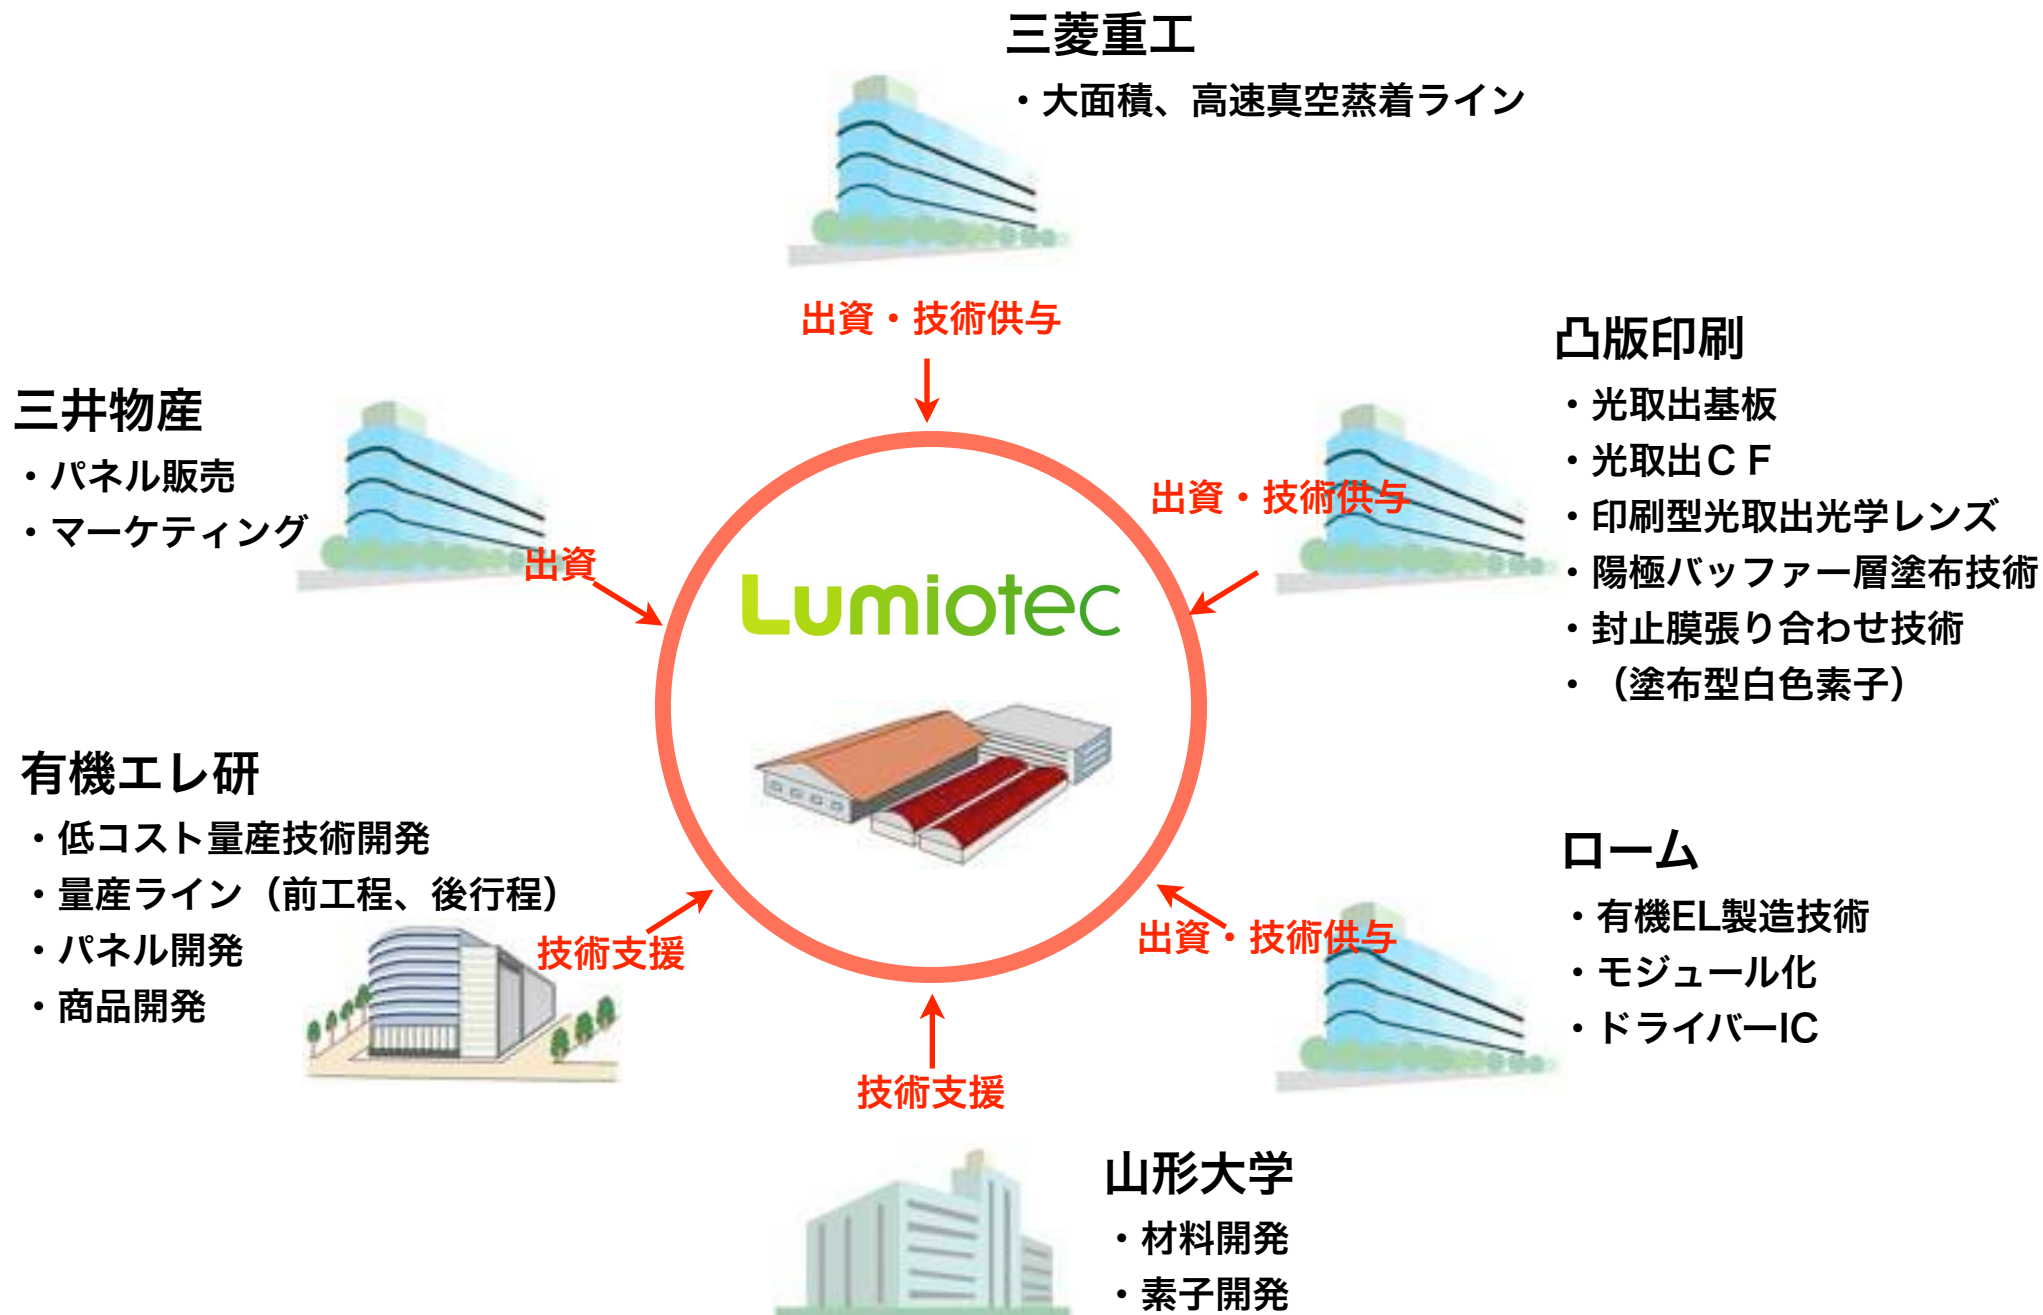 三菱重工
・大面積、高速真空蒸着ライン
出資・技術供与
凸版印刷
・光取出基板
・光取出ＣＦ
・印刷型光取出光学レンズ
・陽極バッファー層塗布技術
・封止膜張り合わせ技術
・（塗布型白色素子）
出資・技術供与
三井物産
・パネル販売
・マーケティング
出資
Lumiotec
有機エレ研
・低コスト量産技術開発
・量産ライン（前工程、後行程）
・パネル開発
・商品開発
技術支援
ローム
・有機EL製造技術
・モジュール化
・ドライバーIC
出資・技術供与
技術支援
山形大学
・材料開発
・素子開発